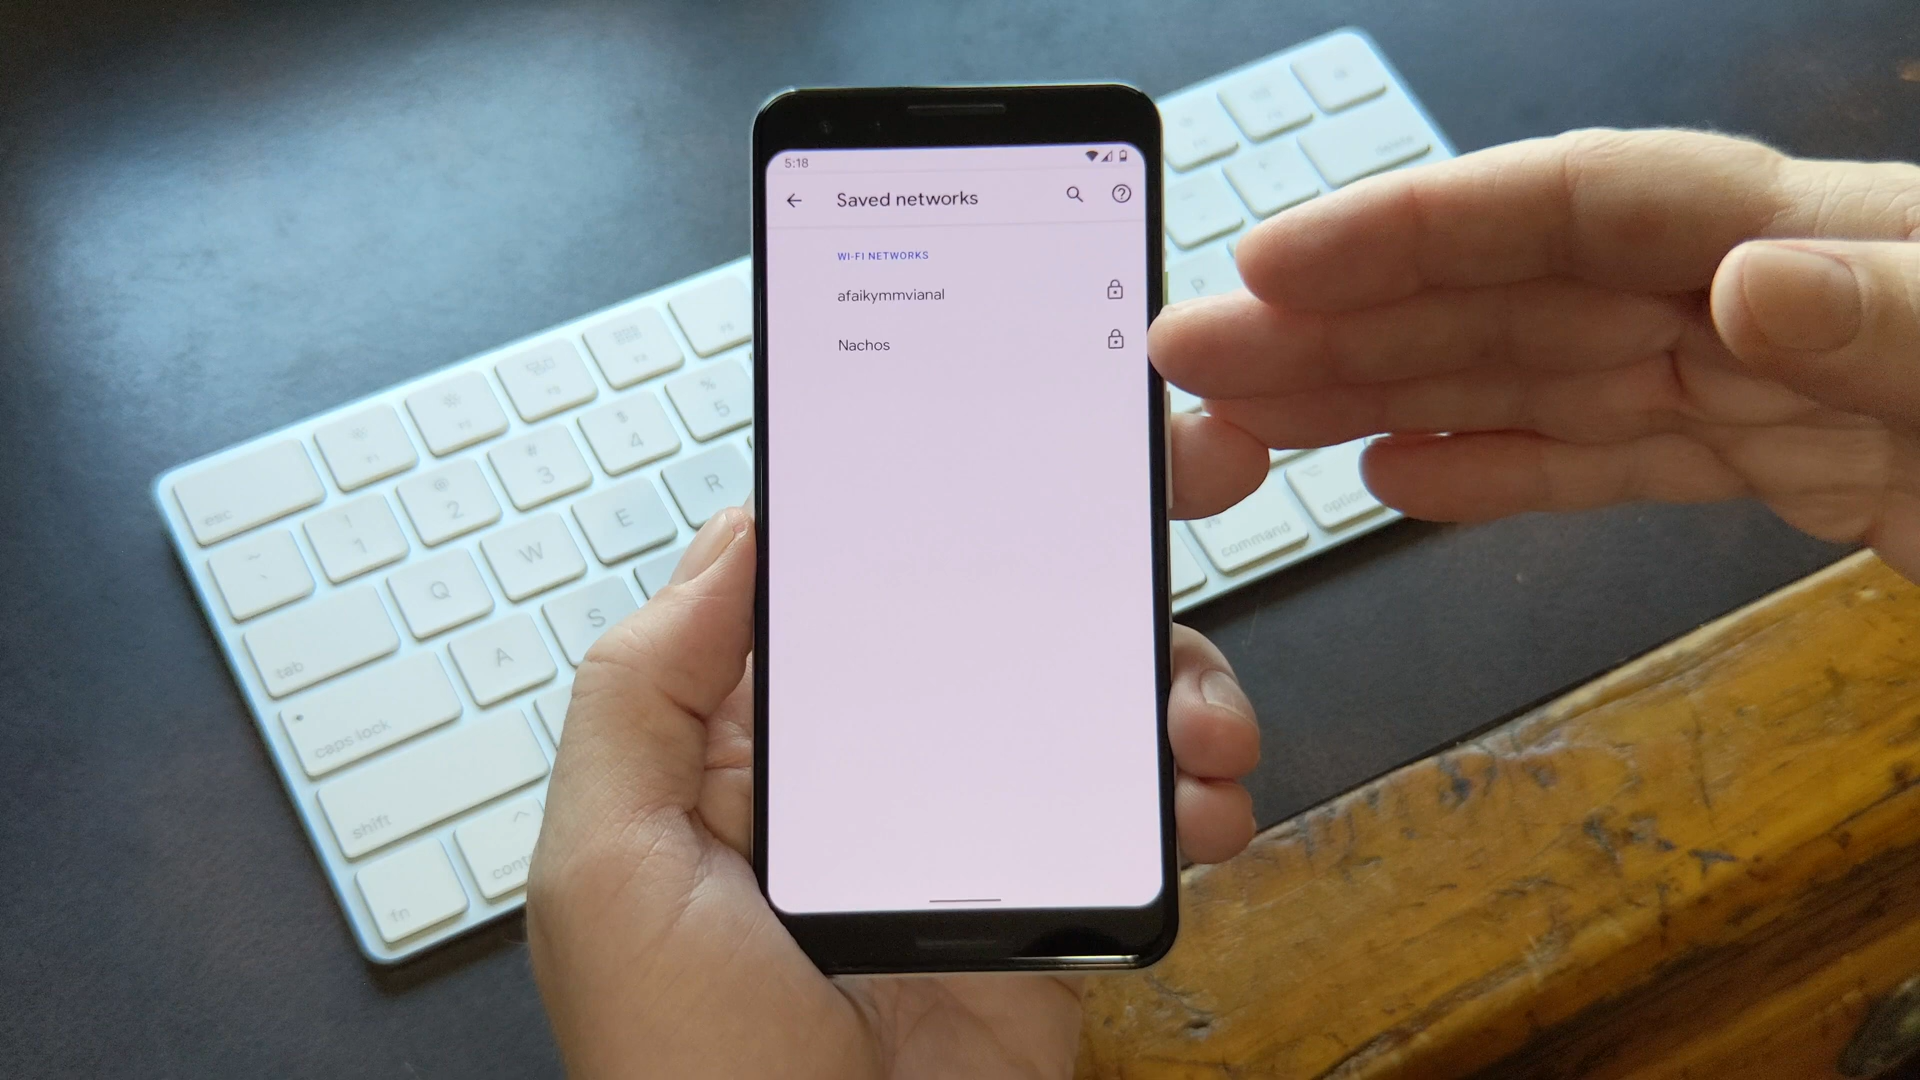 5:18
Saved networks
WI-FI NETWORKS
afaikymmvianal
Nachos
esc
! 1
@ 2
# 3
$ 4
% 5
tab
Q
W
E
R
P
caps lock
A
S
shift
fn
command
option
delete